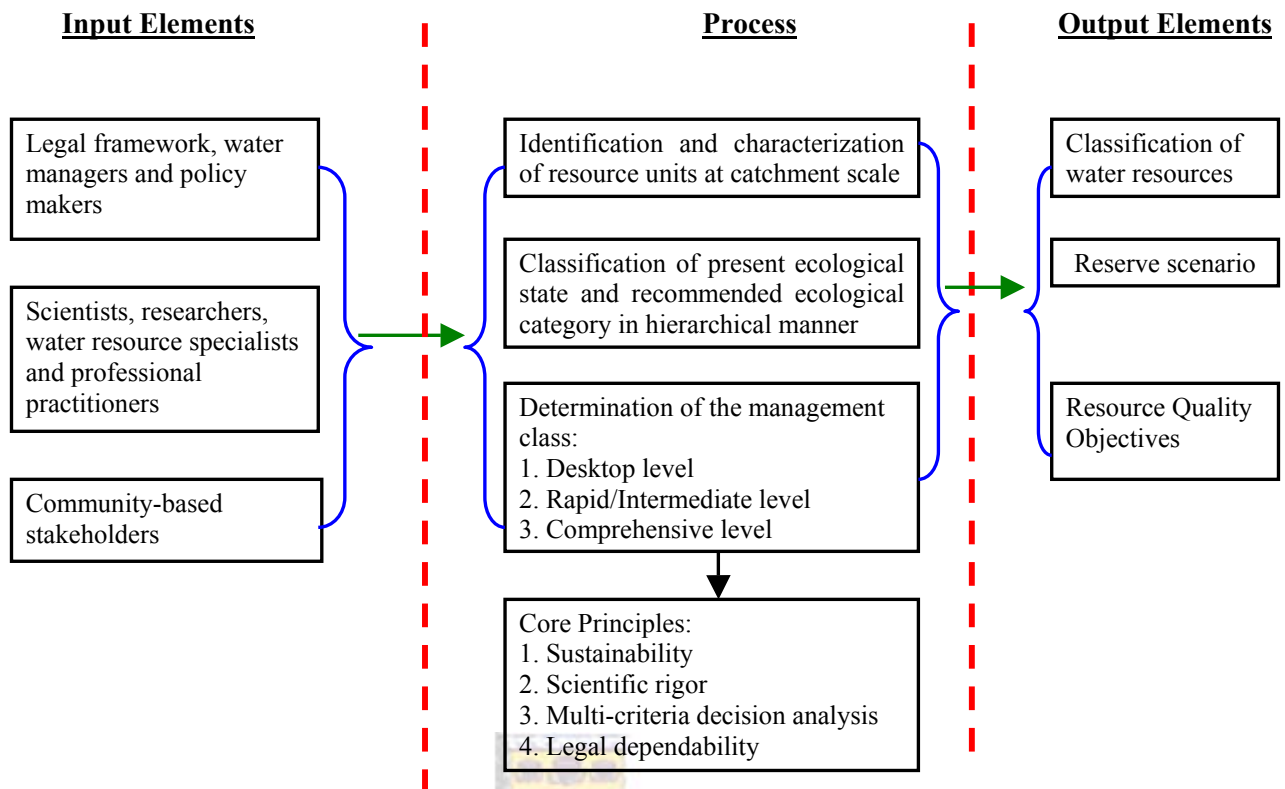 Input Elements
Process
Output Elements
Legal framework, water
managers and policy
makers
Scientists, researchers,
water resource specialists
and professional
practitioners
Community-based
stakeholders
Identification and characterization
of resource units at catchment scale
Classification of present ecological
state and recommended ecological
category in hierarchical manner
Determination of the management
class:
1. Desktop level
2. Rapid/Intermediate level
3. Comprehensive level
Core Principles:
1. Sustainability
2. Scientific rigor
3. Multi-criteria decision analysis
4. Legal dependability
Classification of
water resources
Reserve scenario
Resource Quality
Objectives